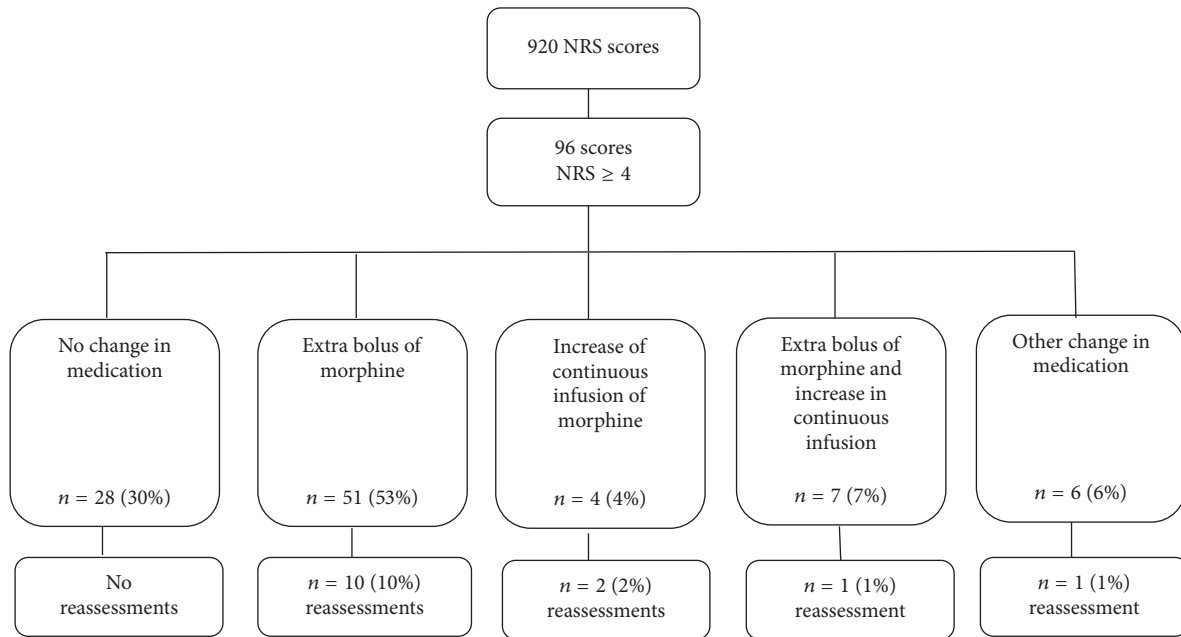 920 NRS scores
96 scores
NRS ≥ 4
No change in
medication
n = 28 (30%)
Extra bolus of
morphine
n = 51 (53%)
Increase of
continuous
infusion of
morphine
n = 4 (4%)
Extra bolus of
morphine and
increase in
continuous
infusion
n = 7 (7%)
Other change in
medication
n = 6 (6%)
No
reassessments
n = 10 (10%)
reassessments
n = 2 (2%)
reassessments
n = 1 (1%)
reassessment
n = 1 (1%)
reassessment